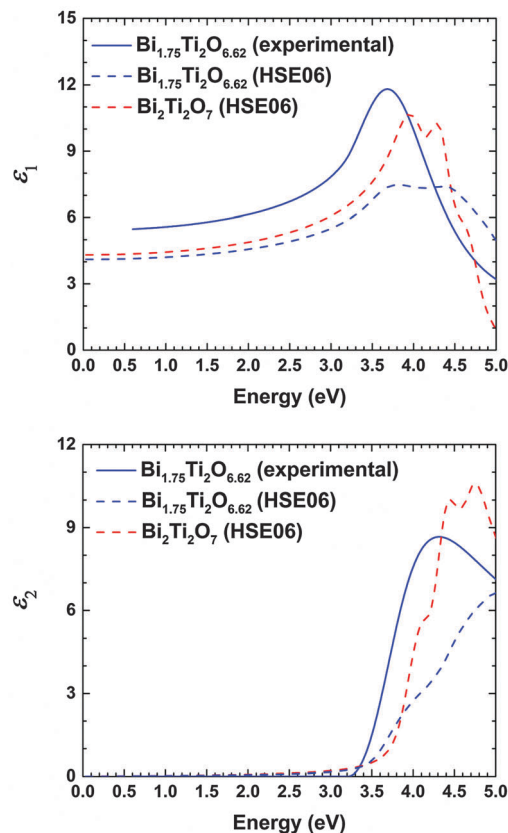 15
12
9
6
3
0
ε₁
Bi₁.₇₅Ti₂O₆.₆₂ (experimental)
Bi₁.₇₅Ti₂O₆.₆₂ (HSE06)
Bi₂Ti₂O₇ (HSE06)
0.0 0.5 1.0 1.5 2.0 2.5 3.0 3.5 4.0 4.5 5.0
Energy (eV)
12
9
6
3
0
ε₂
Bi₁.₇₅Ti₂O₆.₆₂ (experimental)
Bi₁.₇₅Ti₂O₆.₆₂ (HSE06)
Bi₂Ti₂O₇ (HSE06)
0.0 0.5 1.0 1.5 2.0 2.5 3.0 3.5 4.0 4.5 5.0
Energy (eV)